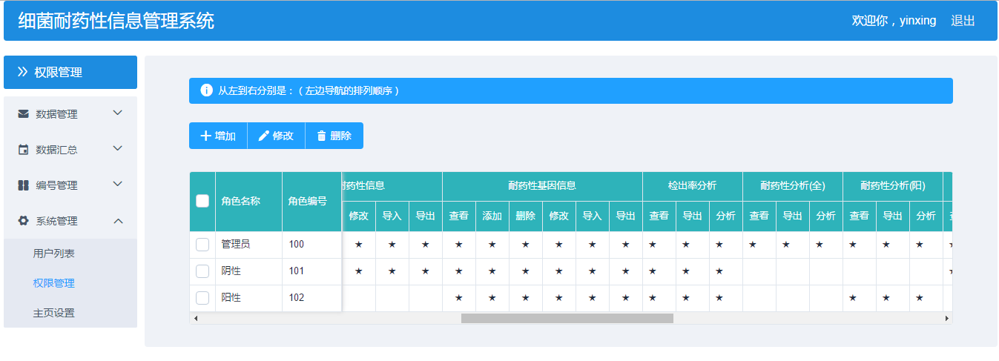 细菌耐药性信息管理系统
欢迎你，yinxing 退出
权限管理
数据管理
数据汇总
编号管理
系统管理
用户列表
权限管理
主页设置
从左到右分别是：（左边导航的排列顺序）
增加 修改 删除
角色名称 角色编号 耐药性信息 耐药性基因信息 检出率分析 耐药性分析(全) 耐药性分析(阳)
修改 导入 导出 查看 添加 删除 修改 导入 导出 查看 导出 分析 查看 导出 分析 查看 导出 分析
管理员 100 ★ ★ ★ ★ ★ ★ ★ ★ ★ ★ ★ ★ ★ ★ ★ ★ ★ ★
阴性 101 ★ ★ ★ ★ ★ ★ ★ ★ ★ ★ ★ ★
阳性 102 ★ ★ ★ ★ ★ ★ ★ ★ ★ ★ ★ ★